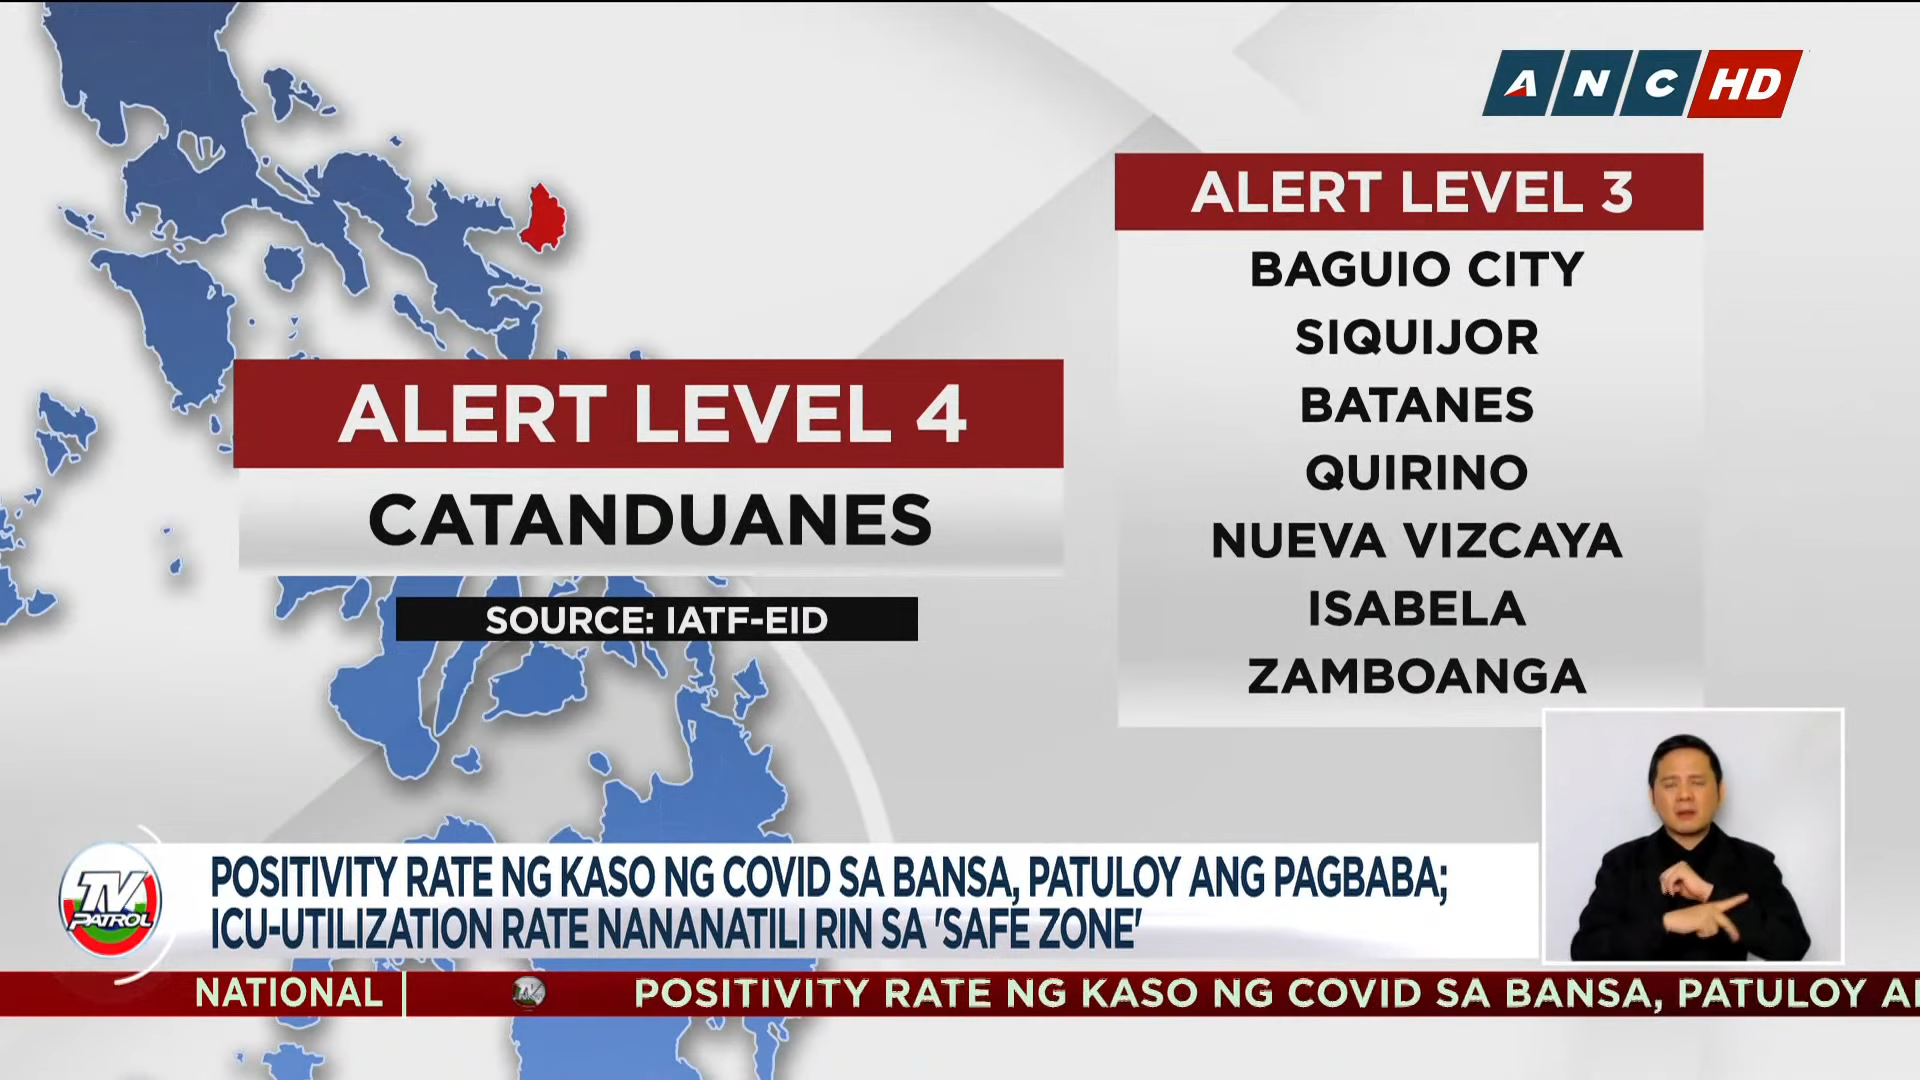 ANC HD
ALERT LEVEL 3
BAGUIO CITY
SIQUIJOR
BATANES
QUIRINO
NUEVA VIZCAYA
ISABELA
ZAMBOANGA
ALERT LEVEL 4
CATANDUANES
SOURCE: IATF-EID
TV PATROL
POSITIVITY RATE NG KASO NG COVID SA BANSA, PATULOY ANG PAGBABA;
ICU-UTILIZATION RATE NANANATILI RIN SA 'SAFE ZONE'
NATIONAL
POSITIVITY RATE NG KASO NG COVID SA BANSA, PATULOY